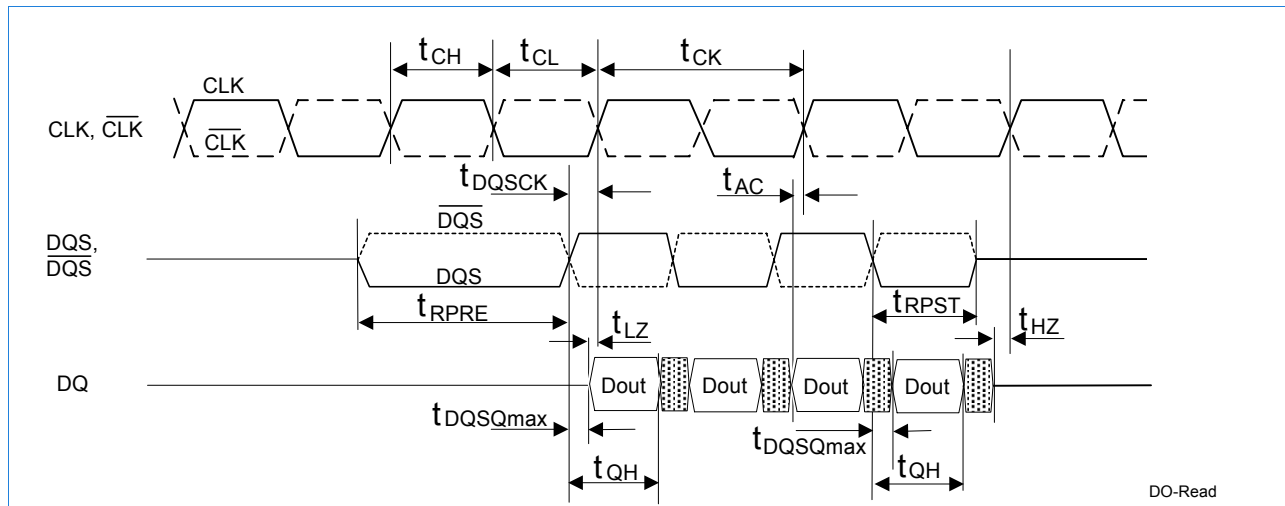 tCH tCL tCK
CLK
CLK, CLK
CLK
tDQSCK tAC
DQS
DQS,
DQS
DQS
tRPRE tRPST
tLZ tHZ
DQ Dout Dout Dout Dout
tDQSQmax tDQSQmax
tQH tQH
DO-Read